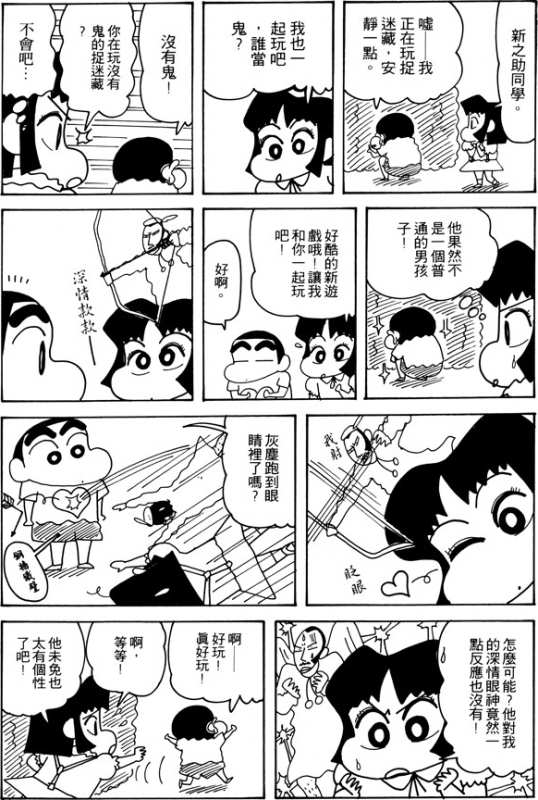 新之助同學。
噓——我
正在玩捉
迷藏，安
靜一點。
我也一
起玩吧
，誰當
鬼？
沒有鬼！
你在玩沒有
鬼的捉迷藏
？
不會吧…
他果然不
是一個普
通的男孩
子！
好酷的新遊
戲哦！讓我
和你一起玩
吧！
好啊。
深情款款——
我射
眨眼
灰塵跑到眼
睛裡了嗎？
銅牆鐵壁
怎麼可能？他對我
的深情眼神竟然一
點反應也沒有！
啊——
好玩！
真好玩！
啊，
等等！
他未免也
太有個性
了吧！